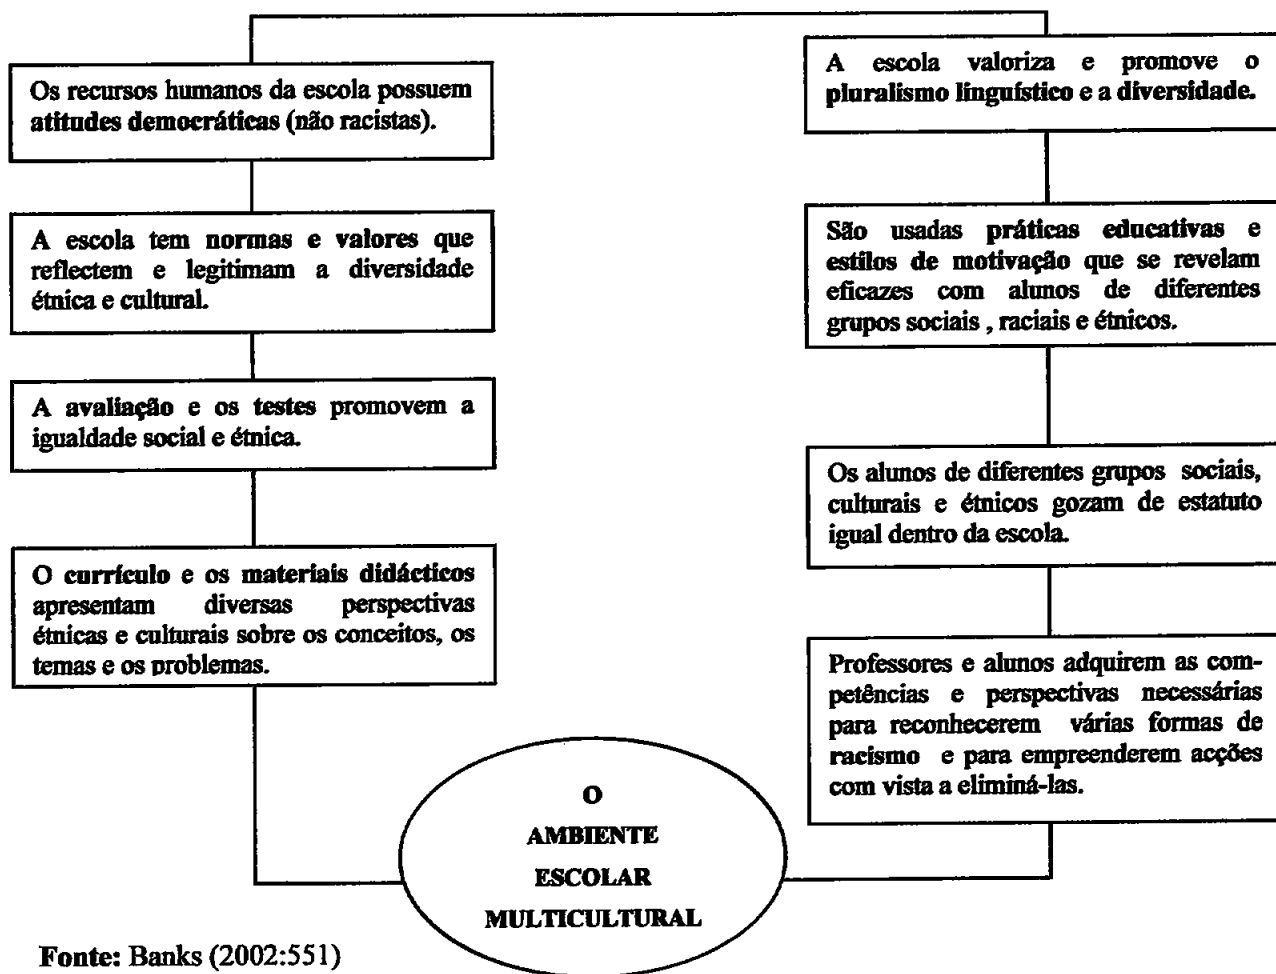 Os recursos humanos da escola possuem
atitudes democráticas (não racistas).
A escola tem normas e valores que
reflectem e legitimam a diversidade
étnica e cultural.
A avaliação e os testes promovem a
igualdade social e étnica.
O currículo e os materiais didácticos
apresentam diversas perspectivas
étnicas e culturais sobre os conceitos, os
temas e os problemas.
A escola valoriza e promove o
pluralismo linguístico e a diversidade.
São usadas práticas educativas e
estilos de motivação que se revelam
eficazes com alunos de diferentes
grupos sociais , raciais e étnicos.
Os alunos de diferentes grupos sociais,
culturais e étnicos gozam de estatuto
igual dentro da escola.
Professores e alunos adquirem as com-
petências e perspectivas necessárias
para reconhecerem várias formas de
racismo e para empreenderem acções
com vista a eliminá-las.
O
AMBIENTE
ESCOLAR
MULTICULTURAL
Fonte: Banks (2002:551)